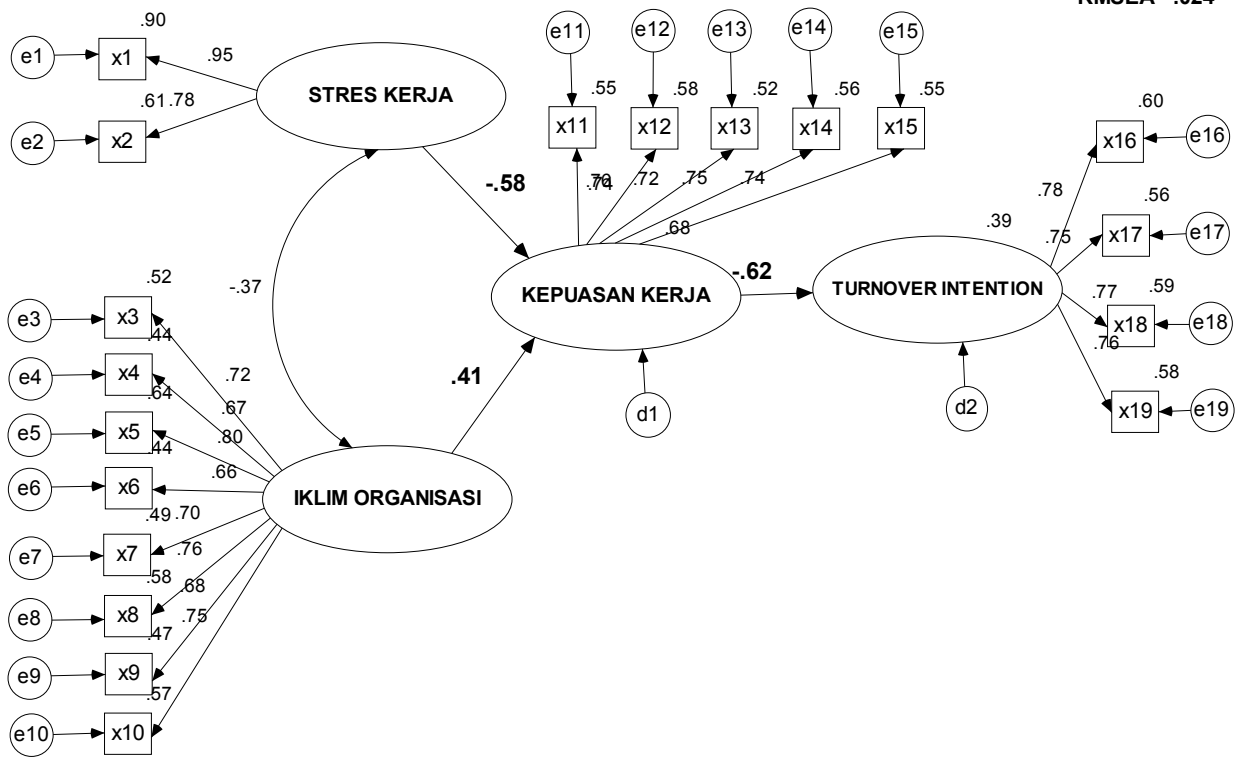 .90
e1
x1
.95
.61
.78
e2
x2
STRES KERJA
e11
e12
e13
e14
e15
.55
.58
.52
.56
.55
x11
x12
x13
x14
x15
.74
.72
.75
.74
.68
-.58
-.37
.41
KEPUASAN KERJA
d1
-.62
.39
TURNOVER INTENTION
d2
.60
x16
e16
.78
.56
.75
x17
e17
.59
.77
x18
e18
.76
.58
x19
e19
.52
e3
x3
.44
.72
e4
x4
.64
.67
e5
x5
.44
.80
e6
x6
.66
.49
.70
e7
x7
.76
.58
.68
e8
x8
.75
.47
e9
x9
.57
e10
x10
IKLIM ORGANISASI